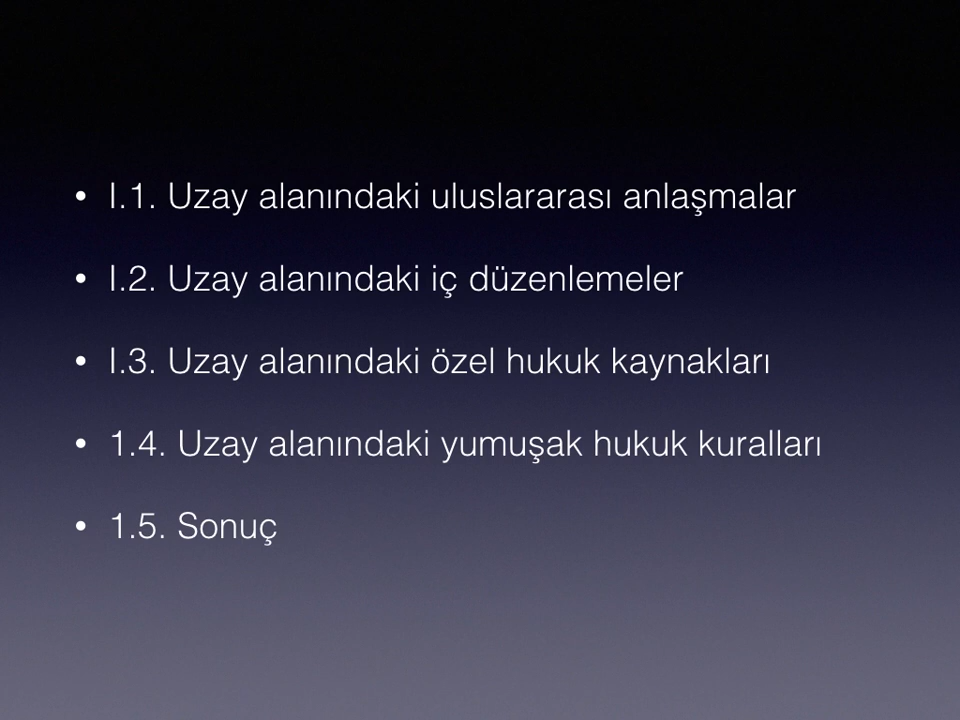 • I.1. Uzay alanındaki uluslararası anlaşmalar
• I.2. Uzay alanındaki iç düzenlemeler
• I.3. Uzay alanındaki özel hukuk kaynakları
• 1.4. Uzay alanındaki yumuşak hukuk kuralları
• 1.5. Sonuç